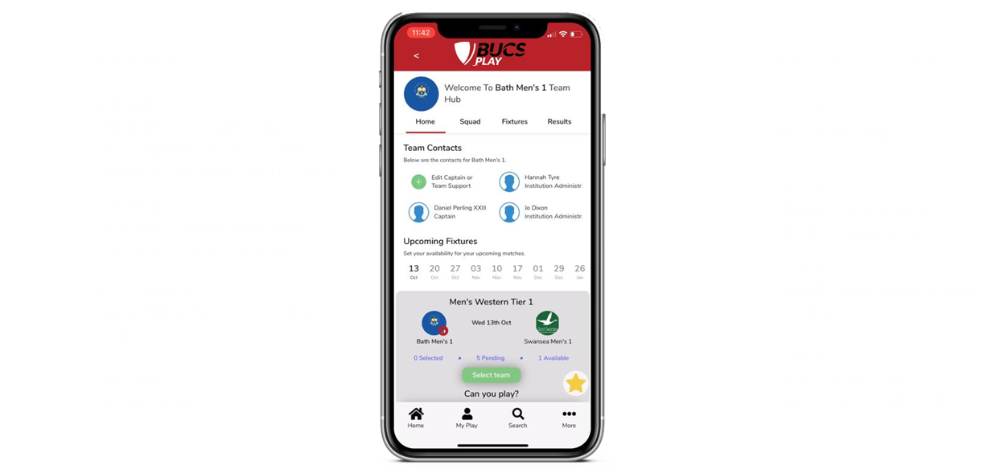 11:42
<
BUCS
PLAY
Welcome To Bath Men's 1 Team
Hub
Home Squad Fixtures Results
Team Contacts
Below are the contacts for Bath Men's 1.
Edit Captain or
Team Support
Hannah Tyre
Institution Administr
Daniel Perling XXIII
Captain
Jo Dixon
Institution Administr
Upcoming Fixtures
Set your availability for your upcoming matches.
13 20 27 03 10 17 01 29 26
Oct Oct Oct Nov Nov Nov Dec Dec Jan
Men's Western Tier 1
Wed 13th Oct
Bath Men's 1 Swansea Men's 1
0 Selected • 5 Pending • 1 Available
Select team
Can you play?
Home My Play Search More